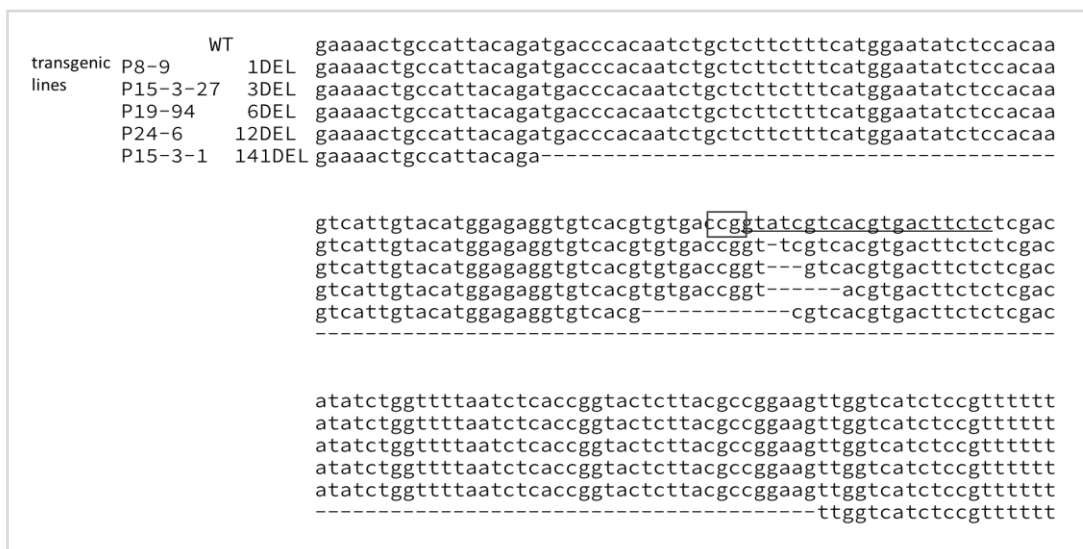 WT gaaaactgccattacagatgacccacaatctgctcttctttcatggaatatctccacaa
transgenic lines
P8-9 1DEL gaaaactgccattacagatgacccacaatctgctcttctttcatggaatatctccacaa
P15-3-27 3DEL gaaaactgccattacagatgacccacaatctgctcttctttcatggaatatctccacaa
P19-94 6DEL gaaaactgccattacagatgacccacaatctgctcttctttcatggaatatctccacaa
P24-6 12DEL gaaaactgccattacagatgacccacaatctgctcttctttcatggaatatctccacaa
P15-3-1 141DEL gaaaactgccattacaga-----------------------------------------
gtcattgtacatggagaggtgtcacgtgtgaccggtatcgtcacgtgacttctctcgac
gtcattgtacatggagaggtgtcacgtgtgaccggt-tcgtcacgtgacttctctcgac
gtcattgtacatggagaggtgtcacgtgtgaccggt---gtcacgtgacttctctcgac
gtcattgtacatggagaggtgtcacgtgtgaccggt------acgtgacttctctcgac
gtcattgtacatggagaggtgtcacg------------cgtcacgtgacttctctcgac
-----------------------------------------------------------
atatctggttttaatctcaccggtactcttacgccggaagttggtcatctccgtttttt
atatctggttttaatctcaccggtactcttacgccggaagttggtcatctccgtttttt
atatctggttttaatctcaccggtactcttacgccggaagttggtcatctccgtttttt
atatctggttttaatctcaccggtactcttacgccggaagttggtcatctccgtttttt
atatctggttttaatctcaccggtactcttacgccggaagttggtcatctccgtttttt
----------------------------------------ttggtcatctccgtttttt